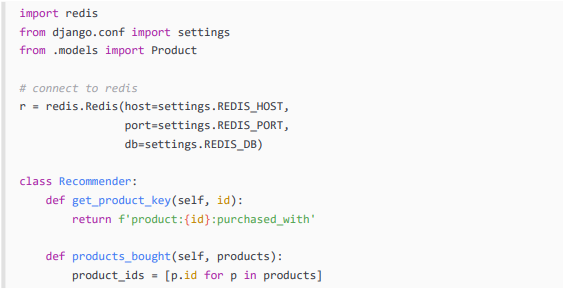 import redis
from django.conf import settings
from .models import Product
# connect to redis
r = redis.Redis(host=settings.REDIS_HOST,
port=settings.REDIS_PORT,
db=settings.REDIS_DB)
class Recommender:
def get_product_key(self, id):
return f'product:{id}:purchased_with'
def products_bought(self, products):
product_ids = [p.id for p in products]